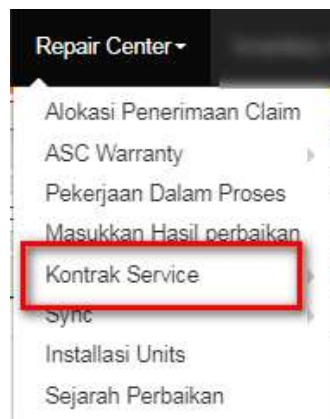 Repair Center
Alokasi Penerimaan Claim
ASC Warranty
Pekerjaan Dalam Proses
Masukkan Hasil perbaikan
Kontrak Service
Sync
Installasi Units
Sejarah Perbaikan